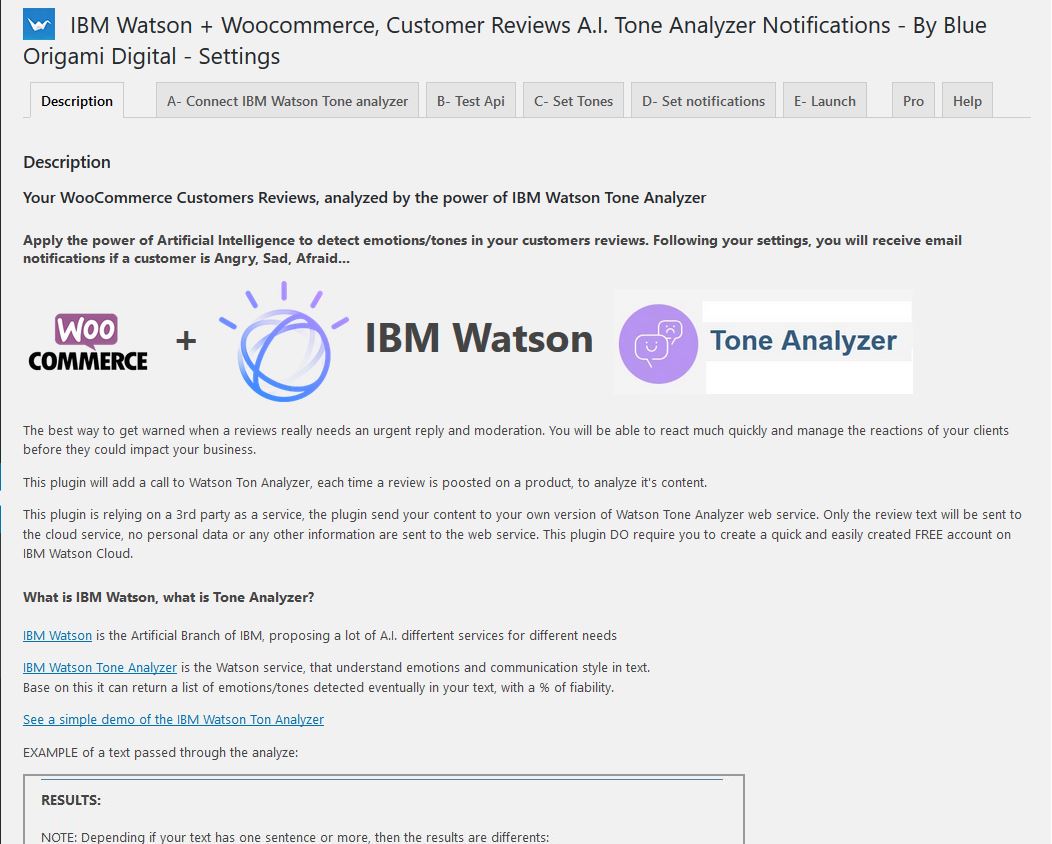 IBM Watson + Woocommerce, Customer Reviews A.I. Tone Analyzer Notifications - By Blue
Origami Digital - Settings
Description
A- Connect IBM Watson Tone analyzer
B- Test Api
C- Set Tones
D- Set notifications
E- Launch
Pro
Help
Description
Your WooCommerce Customers Reviews, analyzed by the power of IBM Watson Tone Analyzer
Apply the power of Artificial Intelligence to detect emotions/tones in your customers reviews. Following your settings, you will receive email
notifications if a customer is Angry, Sad, Afraid...
WOO
COMMERCE
+
IBM Watson
Tone Analyzer
The best way to get warned when a reviews really needs an urgent reply and moderation. You will be able to react much quickly and manage the reactions of your clients
before they could impact your business.
This plugin will add a call to Watson Ton Analyzer, each time a review is poosted on a product, to analyze it's content.
This plugin is relying on a 3rd party as a service, the plugin send your content to your own version of Watson Tone Analyzer web service. Only the review text will be sent to
the cloud service, no personal data or any other information are sent to the web service. This plugin DO require you to create a quick and easily created FREE account on
IBM Watson Cloud.
What is IBM Watson, what is Tone Analyzer?
IBM Watson is the Artificial Branch of IBM, proposing a lot of A.I. differtent services for different needs
IBM Watson Tone Analyzer is the Watson service, that understand emotions and communication style in text.
Base on this it can return a list of emotions/tones detected eventually in your text, with a % of fiability.
See a simple demo of the IBM Watson Ton Analyzer
EXAMPLE of a text passed through the analyze:
RESULTS:
NOTE: Depending if your text has one sentence or more, then the results are differents: